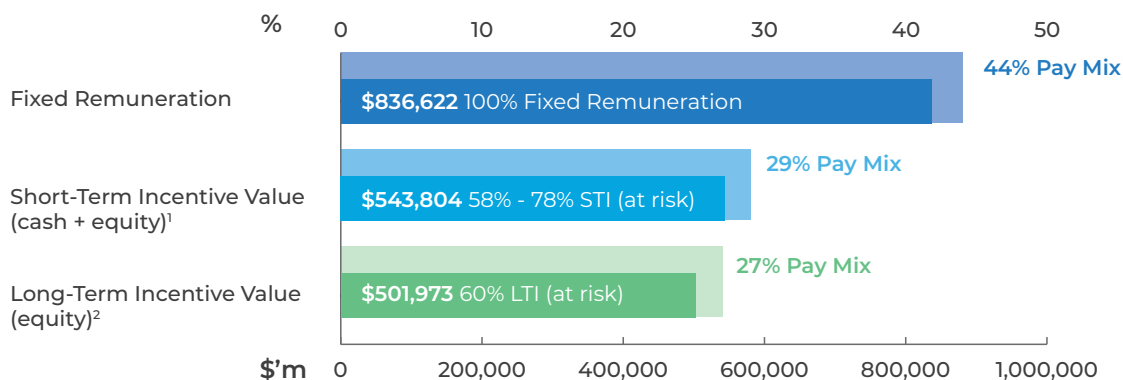 % 0 10 20 30 40 50
44% Pay Mix
Fixed Remuneration
$836,622 100% Fixed Remuneration
29% Pay Mix
Short-Term Incentive Value
(cash + equity)¹
$543,804 58% - 78% STI (at risk)
27% Pay Mix
Long-Term Incentive Value
(equity)²
$501,973 60% LTI (at risk)
$'m 0 200,000 400,000 600,000 800,000 1,000,000